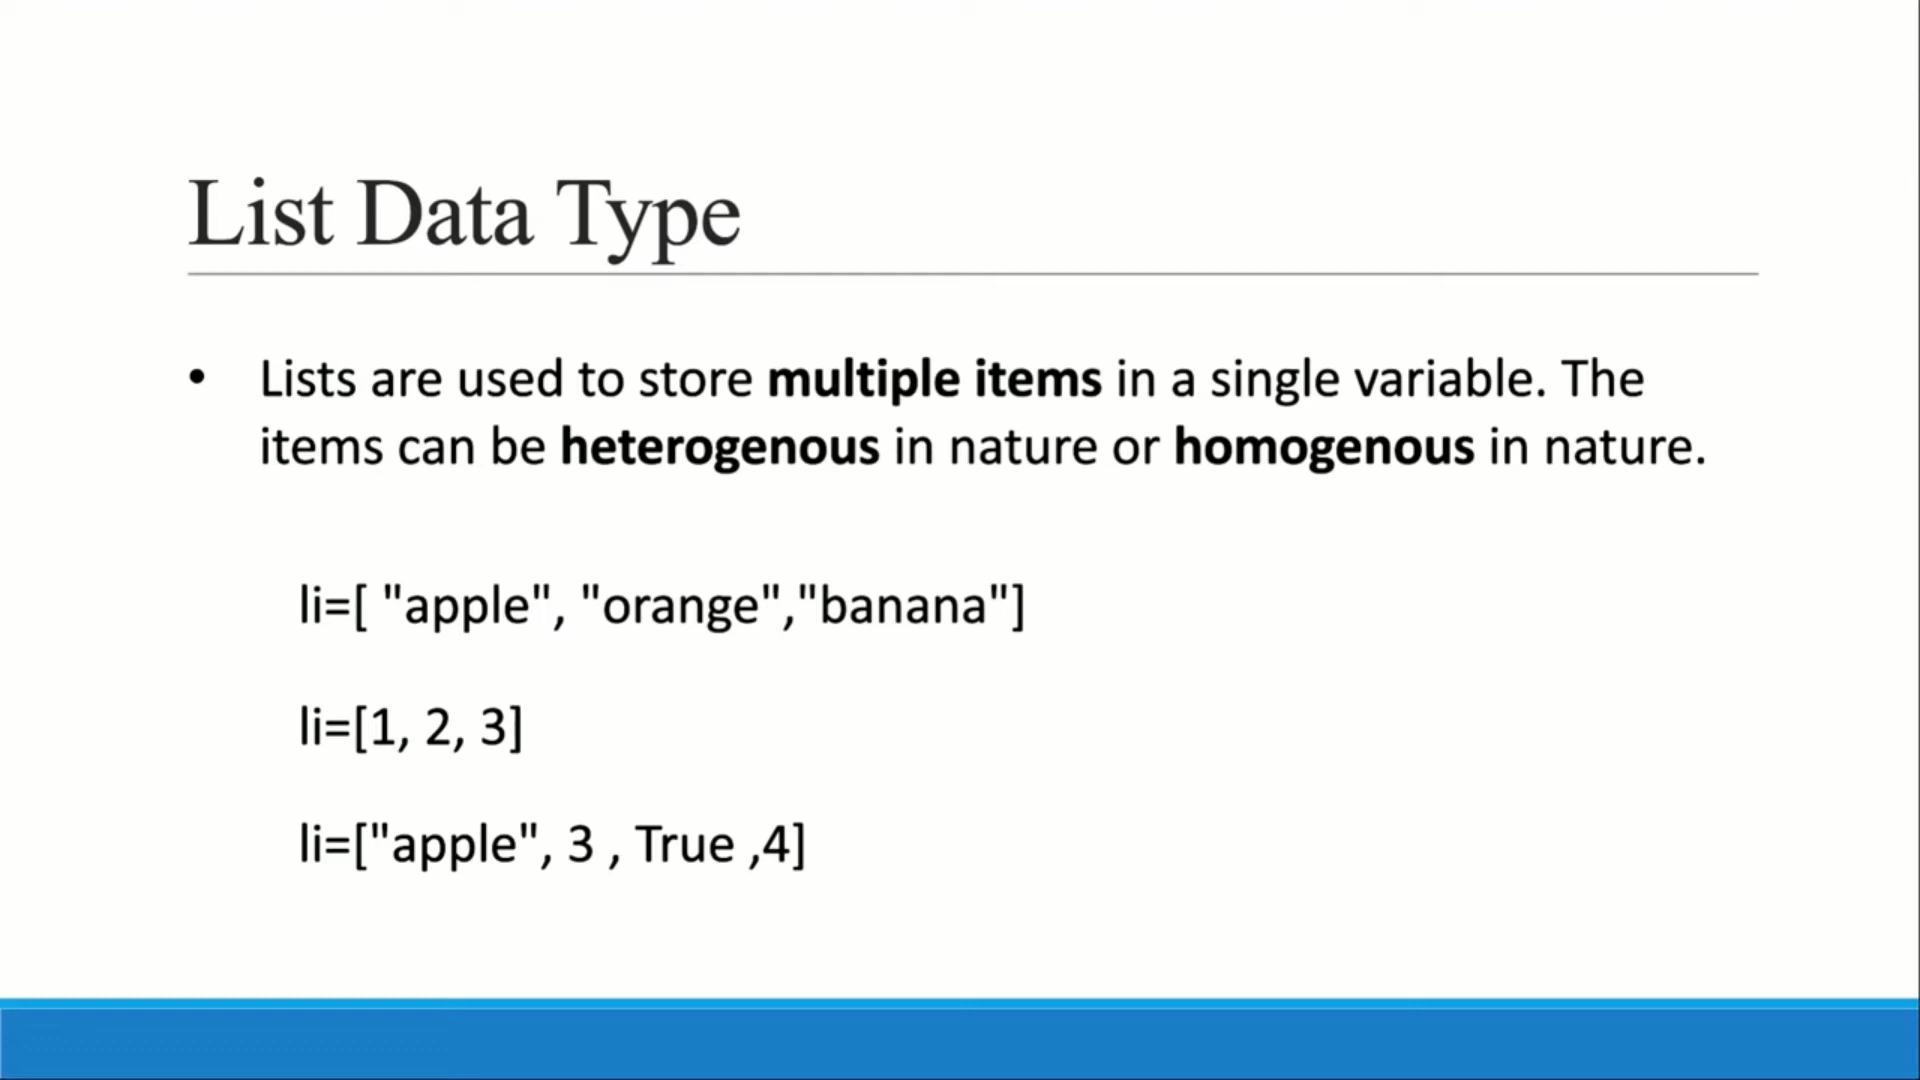 List Data Type
• Lists are used to store multiple items in a single variable. The
items can be heterogenous in nature or homogenous in nature.
li=[ "apple", "orange","banana"]
li=[1, 2, 3]
li=["apple", 3 , True ,4]